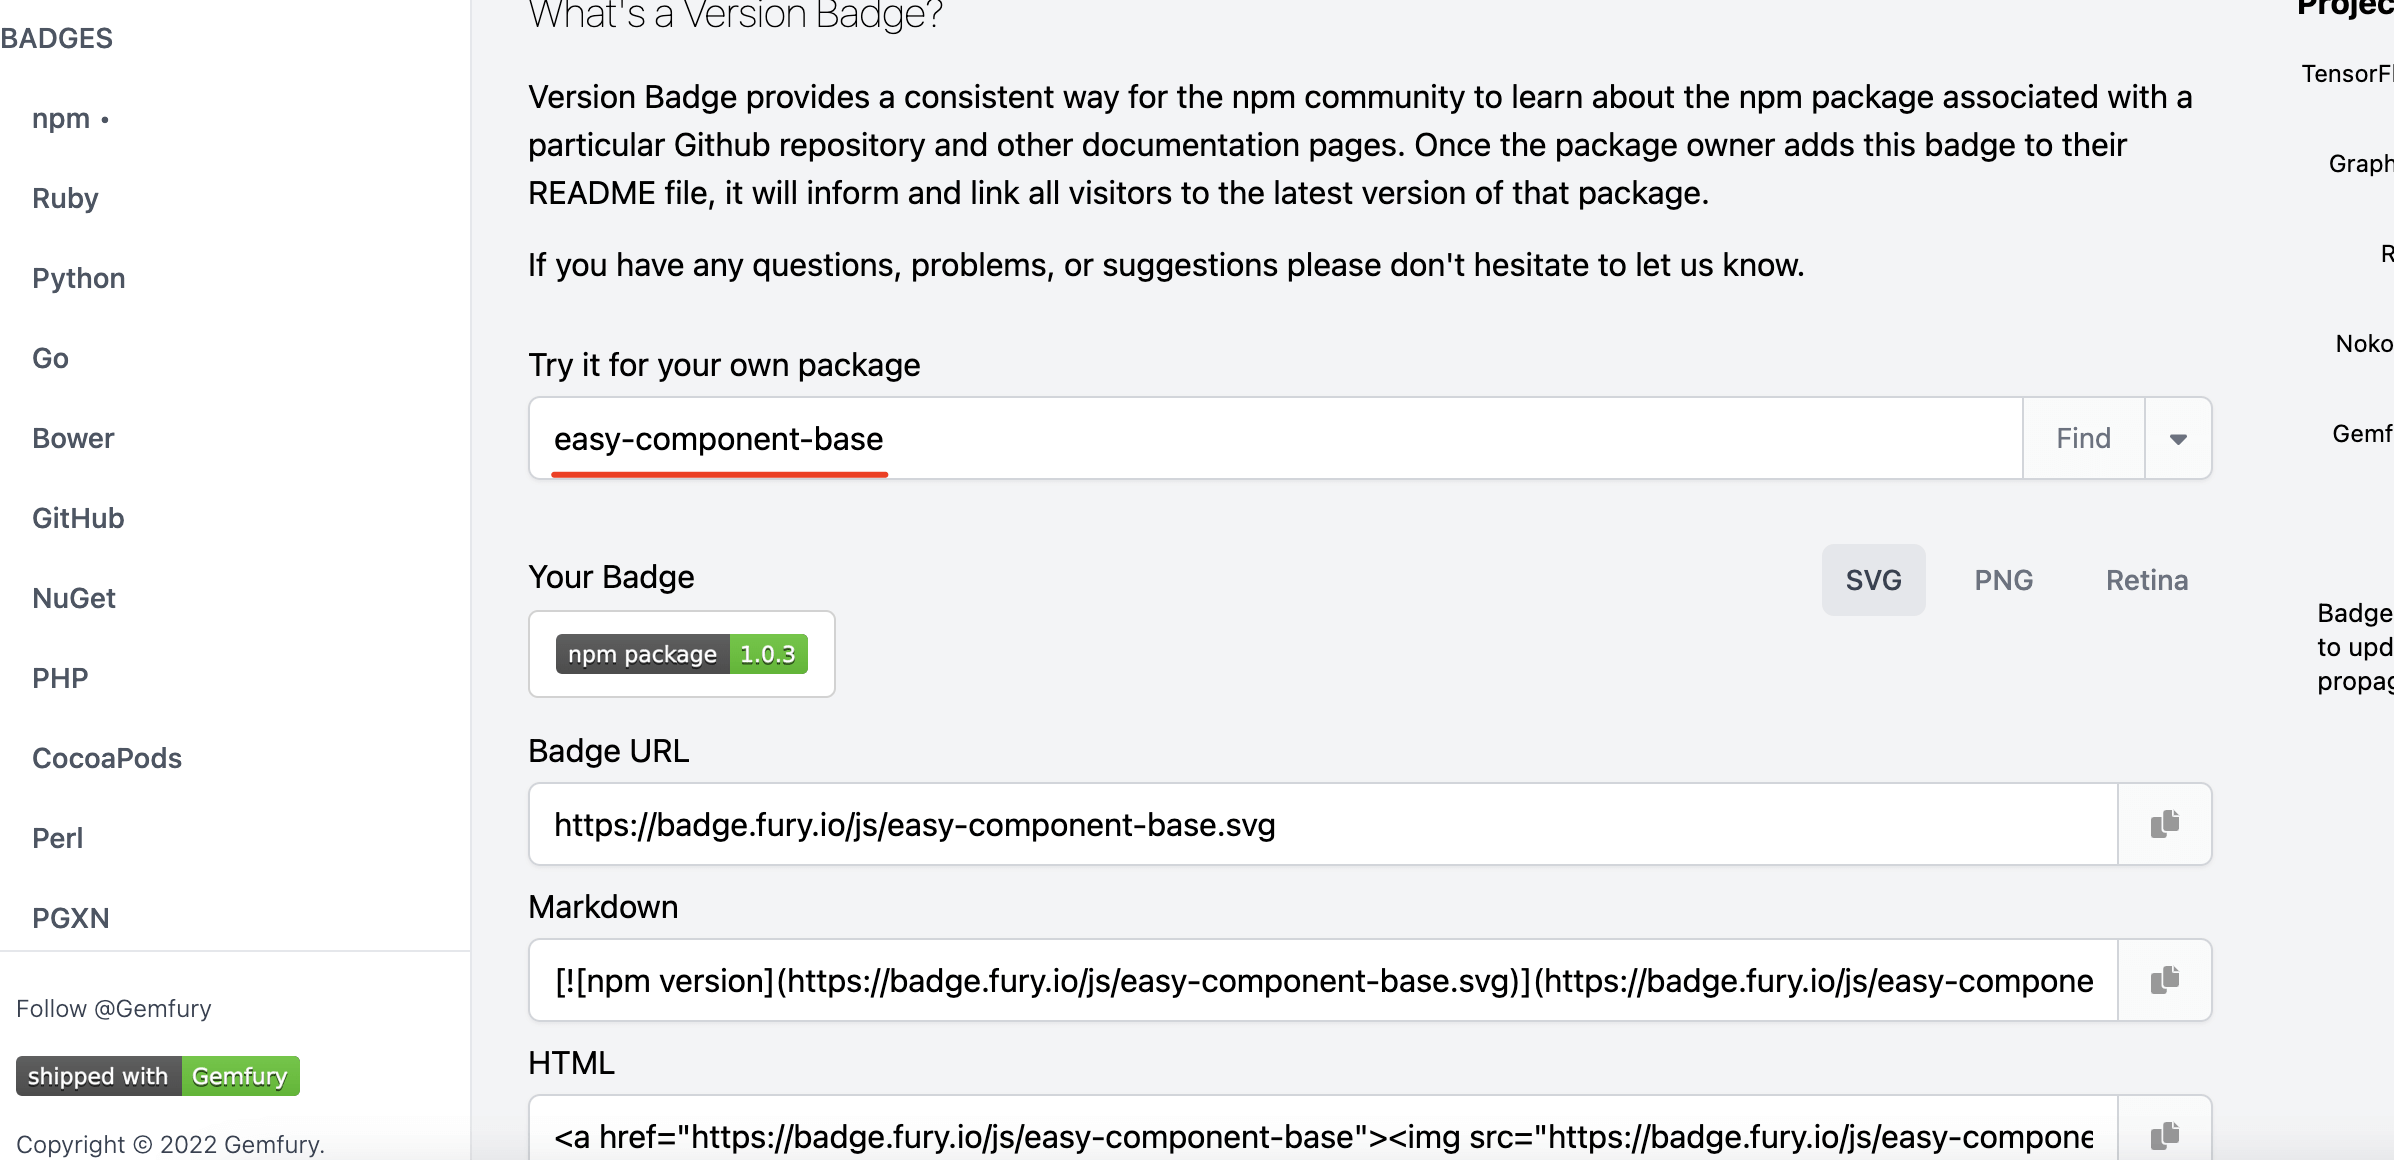 BADGES
npm •
Ruby
Python
Go
Bower
GitHub
NuGet
PHP
CocoaPods
Perl
PGXN
Follow @Gemfury
shipped with Gemfury
Copyright © 2022 Gemfury.
What's a Version Badge?
Version Badge provides a consistent way for the npm community to learn about the npm package associated with a
particular Github repository and other documentation pages. Once the package owner adds this badge to their
README file, it will inform and link all visitors to the latest version of that package.
If you have any questions, problems, or suggestions please don't hesitate to let us know.
Try it for your own package
easy-component-base
Find
Your Badge
SVG PNG Retina
npm package 1.0.3
Badge URL
https://badge.fury.io/js/easy-component-base.svg
Markdown
[![npm version](https://badge.fury.io/js/easy-component-base.svg)](https://badge.fury.io/js/easy-compone
HTML
<a href="https://badge.fury.io/js/easy-component-base"><img src="https://badge.fury.io/js/easy-compone
Projec
TensorFl
Graph
R
Noko
Gemf
Badge
to upd
propag